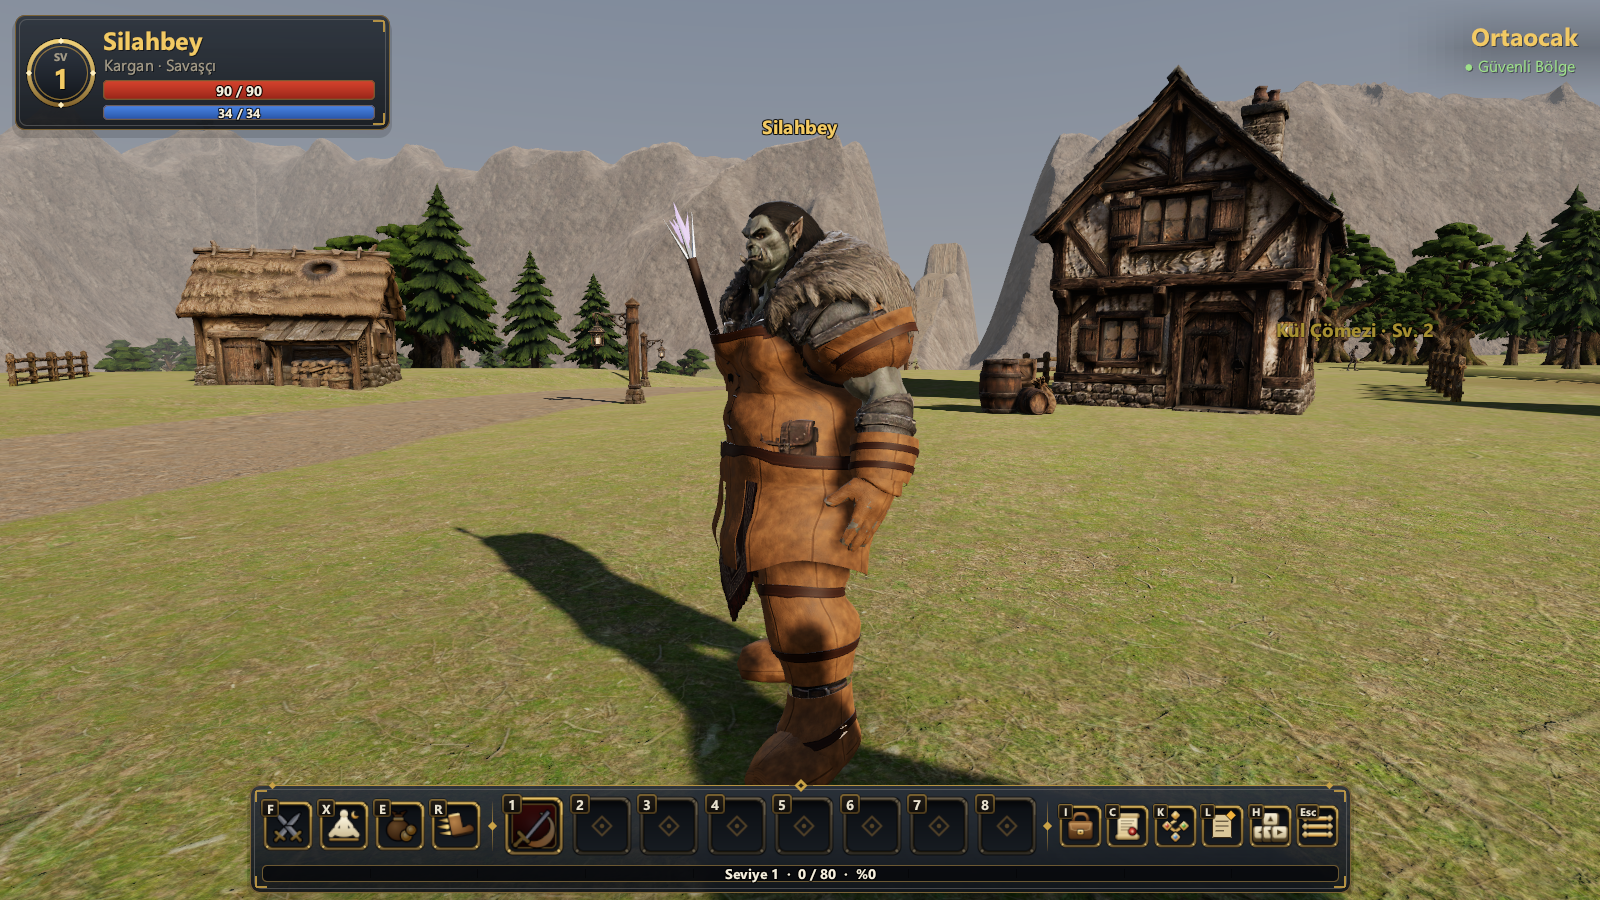 SV
1
Silahbey
Kargan · Savaşçı
90 / 90
34 / 34
Ortaocak
Güvenli Bölge
Silahbey
Kül Çömezi · Sv. 2
F
X
E
R
1
2
3
4
5
6
7
8
I
C
K
L
H
Esc
Seviye 1 · 0 / 80 · %0